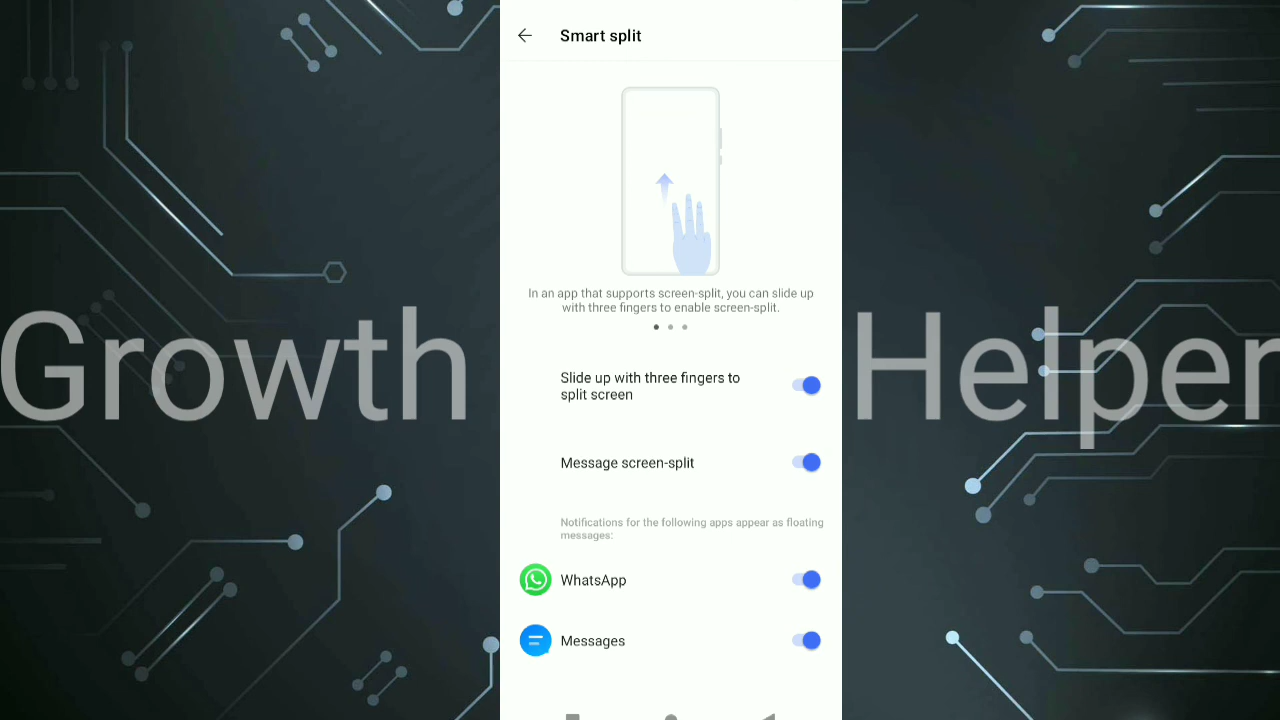 Smart split
In an app that supports screen-split, you can slide up
with three fingers to enable screen-split.
Growth Helper
Slide up with three fingers to
split screen
Message screen-split
Notifications for the following apps appear as floating
messages:
WhatsApp
Messages